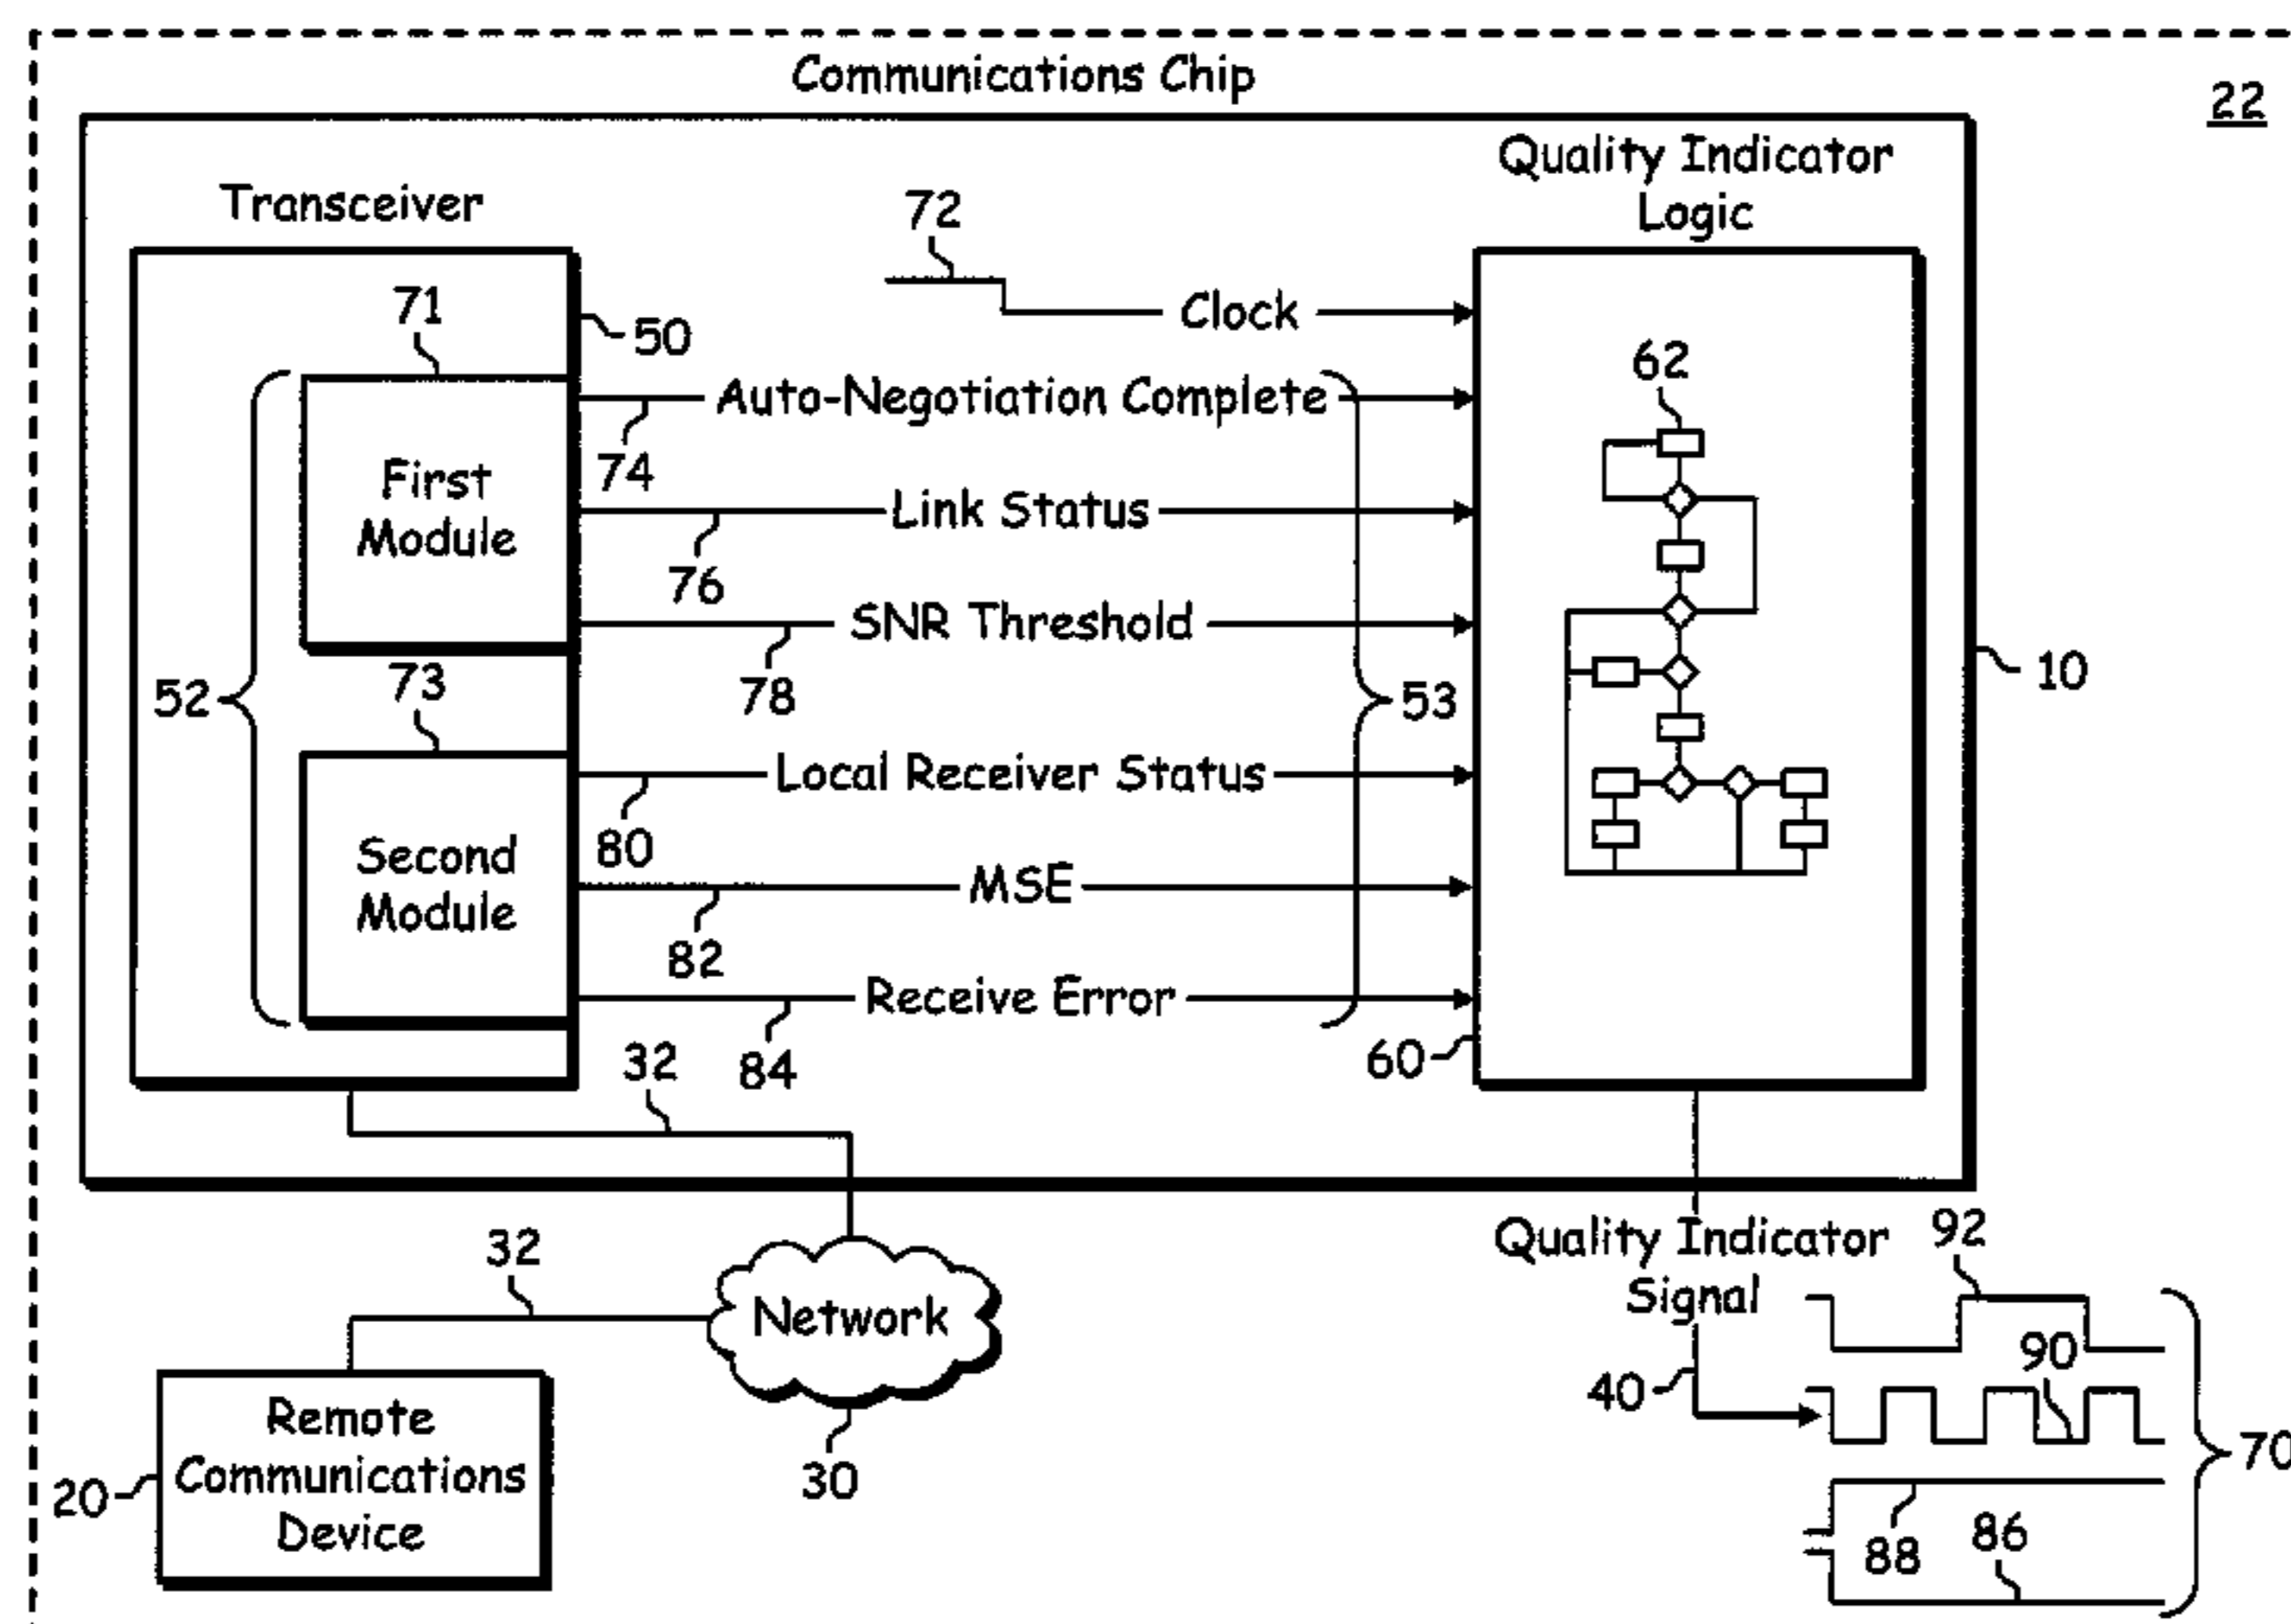 Communications Chip
22
Quality Indicator
Logic
Transceiver
72
71
50
Clock
62
Auto-Negotiation Complete
74
First
Module
Link Status
76
SNR Threshold
78
10
73
52
53
Local Receiver Status
80
Second
Module
MSE
82
Receive Error
84
60
32
Quality Indicator
Signal
92
32
Network
90
40
Remote
Communications
Device
20
30
70
88
86